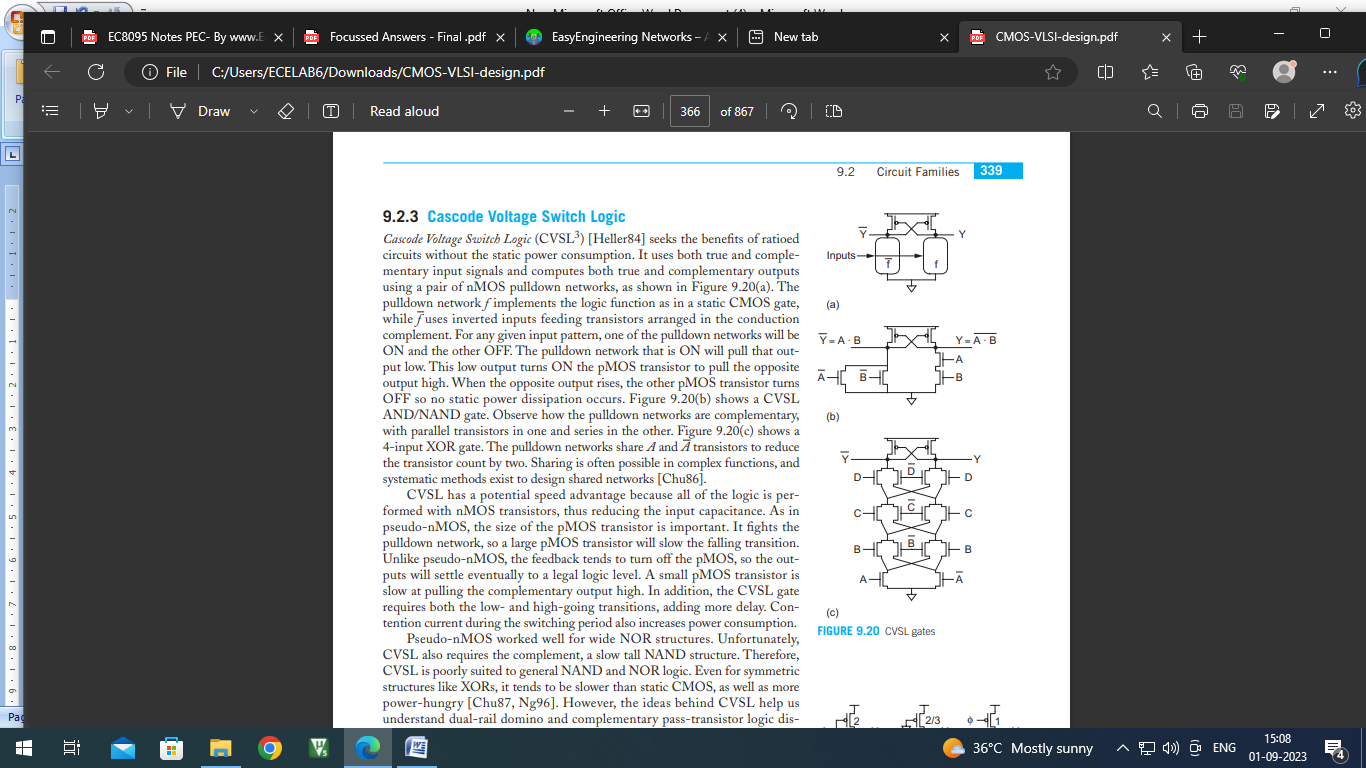 EC8095 Notes PEC- By www.E
Focussed Answers - Final .pdf
EasyEngineering Networks –
New tab
CMOS-VLSI-design.pdf
File
C:/Users/ECELAB6/Downloads/CMOS-VLSI-design.pdf
Draw
Read aloud
366
of 867
9.2 Circuit Families 339
9.2.3 Cascode Voltage Switch Logic
Cascode Voltage Switch Logic (CVSL3) [Heller84] seeks the benefits of ratioed
circuits without the static power consumption. It uses both true and comple-
mentary input signals and computes both true and complementary outputs
using a pair of nMOS pulldown networks, as shown in Figure 9.20(a). The
pulldown network f implements the logic function as in a static CMOS gate,
while f̅ uses inverted inputs feeding transistors arranged in the conduction
complement. For any given input pattern, one of the pulldown networks will be
ON and the other OFF. The pulldown network that is ON will pull that out-
put low. This low output turns ON the pMOS transistor to pull the opposite
output high. When the opposite output rises, the other pMOS transistor turns
OFF so no static power dissipation occurs. Figure 9.20(b) shows a CVSL
AND/NAND gate. Observe how the pulldown networks are complementary,
with parallel transistors in one and series in the other. Figure 9.20(c) shows a
4-input XOR gate. The pulldown networks share A and A̅ transistors to reduce
the transistor count by two. Sharing is often possible in complex functions, and
systematic methods exist to design shared networks [Chu86].
CVSL has a potential speed advantage because all of the logic is per-
formed with nMOS transistors, thus reducing the input capacitance. As in
pseudo-nMOS, the size of the pMOS transistor is important. It fights the
pulldown network, so a large pMOS transistor will slow the falling transition.
Unlike pseudo-nMOS, the feedback tends to turn off the pMOS, so the out-
puts will settle eventually to a legal logic level. A small pMOS transistor is
slow at pulling the complementary output high. In addition, the CVSL gate
requires both the low- and high-going transitions, adding more delay. Con-
tention current during the switching period also increases power consumption.
Pseudo-nMOS worked well for wide NOR structures. Unfortunately,
CVSL also requires the complement, a slow tall NAND structure. Therefore,
CVSL is poorly suited to general NAND and NOR logic. Even for symmetric
structures like XORs, it tends to be slower than static CMOS, as well as more
power-hungry [Chu87, Ng96]. However, the ideas behind CVSL help us
understand dual-rail domino and complementary pass-transistor logic dis-
Y̅ Y
Inputs
f̅ f
(a)
Y̅ = A · B Y = A̅ ·̅ B̅
A
A̅ B̅ B
(b)
Y̅ Y
D D̅ D
C C̅ C
B B̅ B
A A̅
(c)
FIGURE 9.20 CVSL gates
2 2/3 ϕ 1
36°C Mostly sunny
ENG
15:08
01-09-2023
4